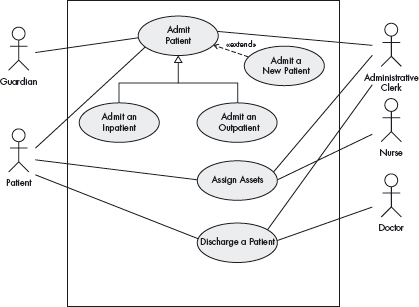 Admit
Patient
«extend»
Admit a
New Patient
Guardian
Administrative
Clerk
Admit an
Inpatient
Admit an
Outpatient
Nurse
Assign Assets
Patient
Doctor
Discharge a Patient